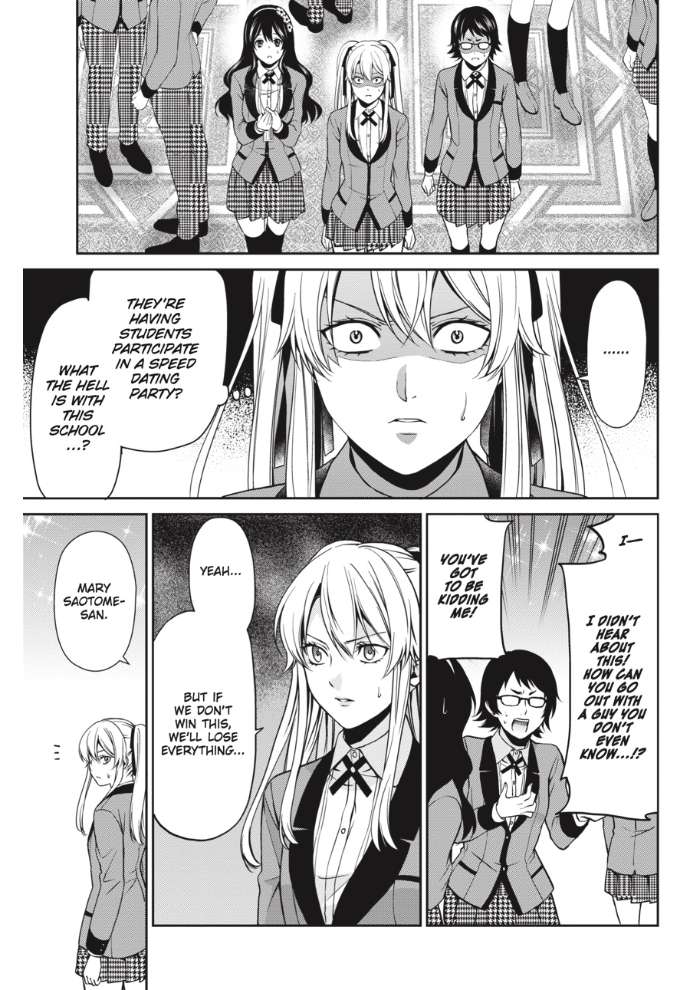 ......
THEY'RE
HAVING
STUDENTS
PARTICIPATE
IN A SPEED
DATING
PARTY?
WHAT
THE HELL
IS WITH
THIS
SCHOOL
...?
I—
I DIDN'T
HEAR
ABOUT
THIS!
HOW CAN
YOU GO
OUT WITH
A GUY YOU
DON'T
EVEN
KNOW...!?
YOU'VE
GOT
TO BE
KIDDING
ME!
YEAH...
BUT IF
WE DON'T
WIN THIS,
WE'LL LOSE
EVERYTHING...
MARY
SAOTOME-
SAN.